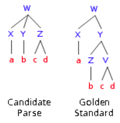 W W
X Y Z X Y
a b c d a Z V
b c d
Candidate Golden
Parse Standard